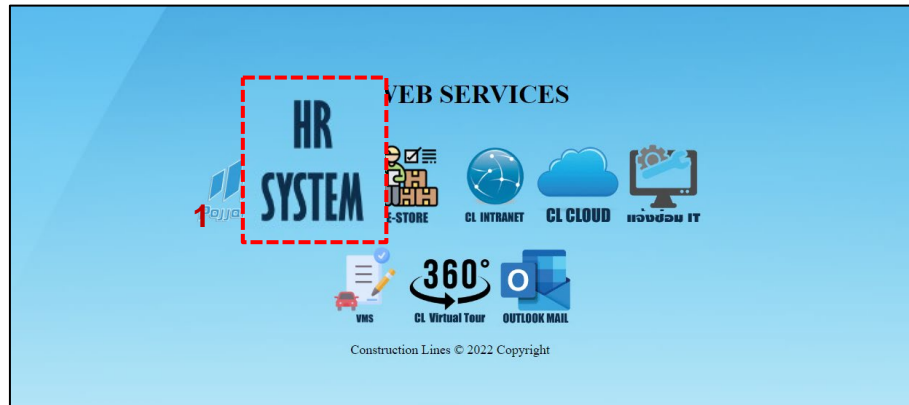 WEB SERVICES
HR
SYSTEM
1
E-STORE
CL INTRANET
CL CLOUD
แจ้งซ่อม IT
VMS
360°
CL Virtual Tour
O
OUTLOOK MAIL
Construction Lines © 2022 Copyright